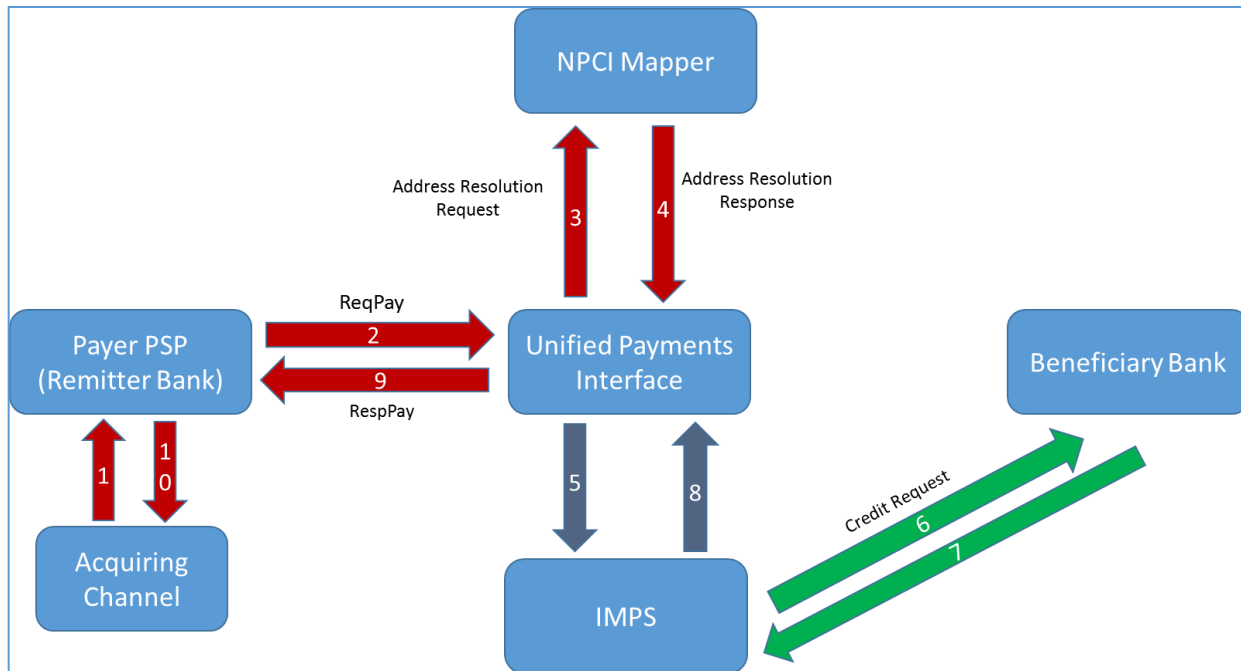 NPCI Mapper
Address Resolution
Request
3
4
Address Resolution
Response
ReqPay
2
9
RespPay
Payer PSP
(Remitter Bank)
Unified Payments
Interface
Beneficiary Bank
1
1
0
5
8
Credit Request
6
7
Acquiring
Channel
IMPS